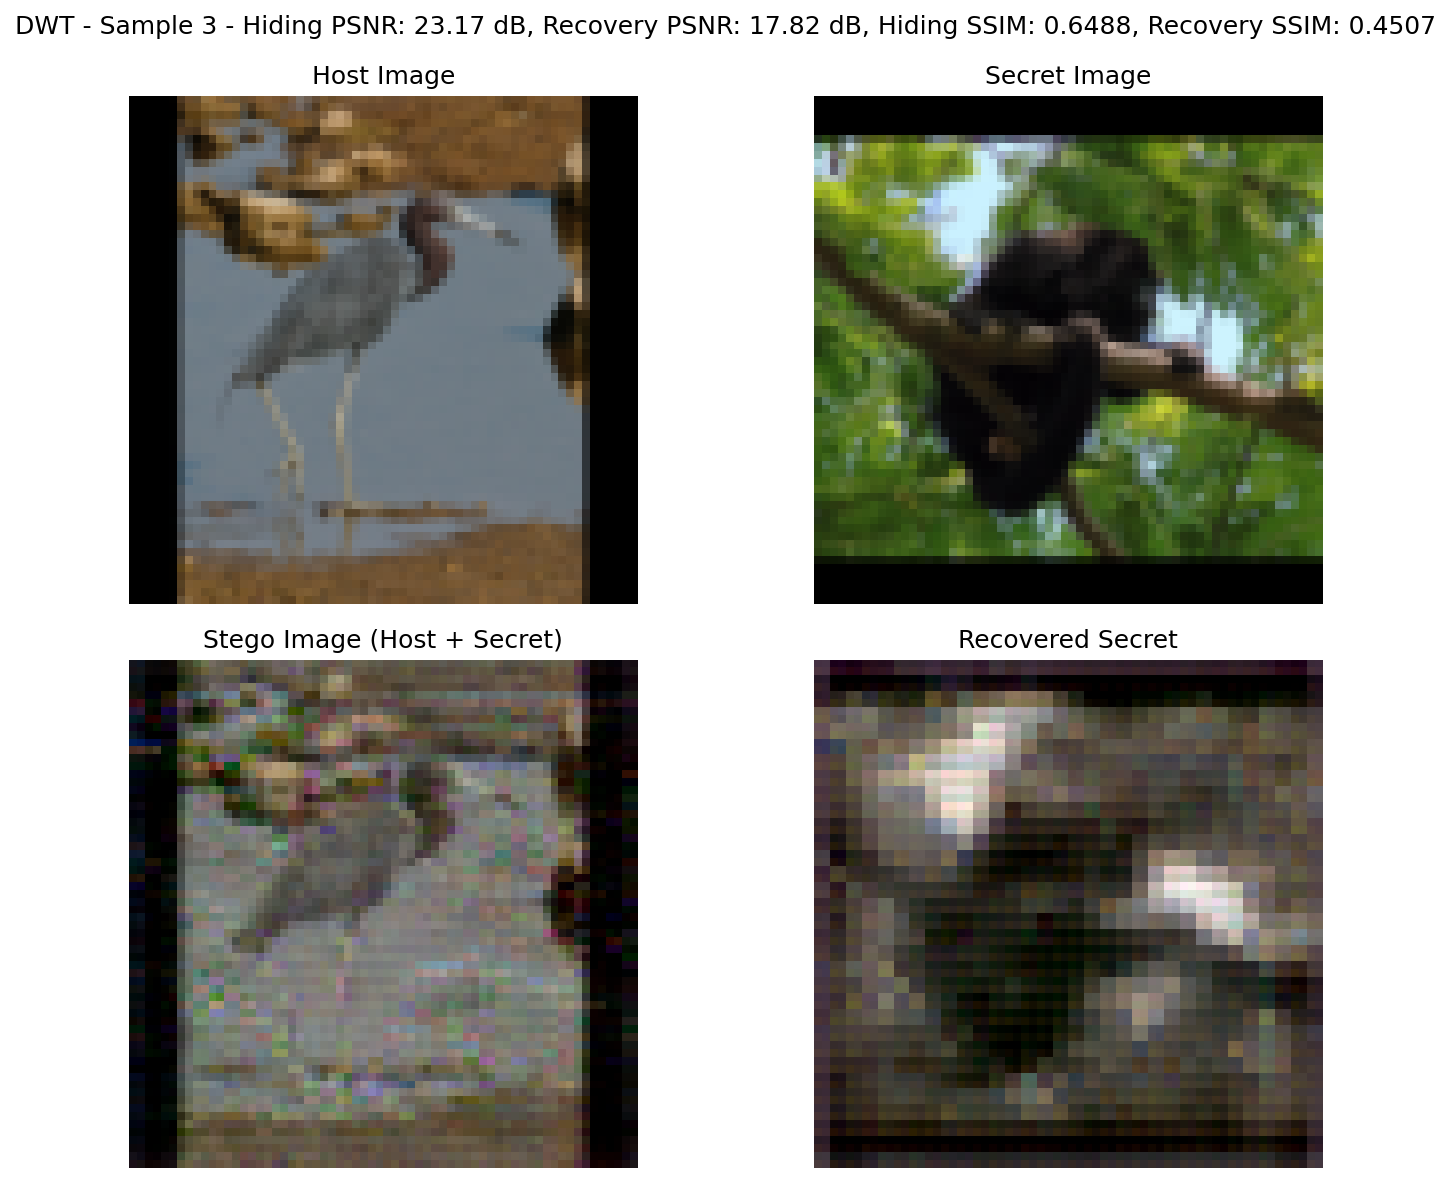 DWT - Sample 3 - Hiding PSNR: 23.17 dB, Recovery PSNR: 17.82 dB, Hiding SSIM: 0.6488, Recovery SSIM: 0.4507
Host Image
Secret Image
Stego Image (Host + Secret)
Recovered Secret